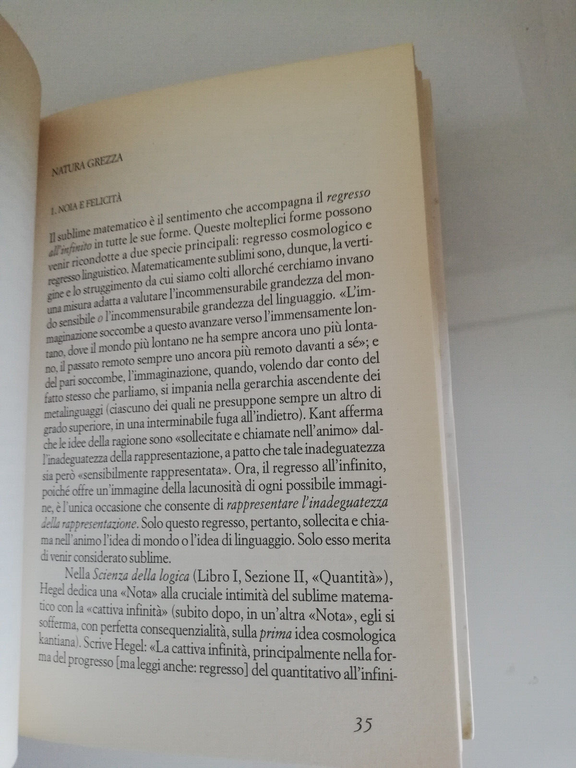 NATURA GREZZA
1. NOIA E FELICITÀ
Il sublime matematico è il sentimento che accompagna il regresso
all'infinito in tutte le sue forme. Queste molteplici forme possono
venir ricondotte a due specie principali: regresso cosmologico e
regresso linguistico. Matematicamente sublimi sono, dunque, la verti-
gine e lo struggimento da cui siamo colti allorché cerchiamo invano
una misura adatta a valutare l'incommensurabile grandezza del mon-
do sensibile o l'incommensurabile grandezza del linguaggio. «L'im-
maginazione soccombe a questo avanzare verso l'immensamente lon-
tano, dove il mondo più lontano ne ha sempre ancora uno più lonta-
no, il passato remoto sempre uno ancora più remoto davanti a sé»; e
del pari soccombe, l'immaginazione, quando, volendo dar conto del
fatto stesso che parliamo, si impania nella gerarchia ascendente dei
metalinguaggi (ciascuno dei quali ne presuppone sempre un altro di
grado superiore, in una interminabile fuga all'indietro). Kant afferma
che le idee della ragione sono «sollecitate e chiamate nell'animo» dal-
l'inadeguatezza della rappresentazione, a patto che tale inadeguatezza
sia però «sensibilmente rappresentata». Ora, il regresso all'infinito,
poiché offre un'immagine della lacunosità di ogni possibile immagi-
ne, è l'unica occasione che consente di rappresentare l'inadeguatezza
della rappresentazione. Solo questo regresso, pertanto, sollecita e chia-
ma nell'animo l'idea di mondo o l'idea di linguaggio. Solo esso merita
di venir considerato sublime.
Nella Scienza della logica (Libro I, Sezione II, «Quantità»),
Hegel dedica una «Nota» alla cruciale intimità del sublime matema-
tico con la «cattiva infinità» (subito dopo, in un'altra «Nota», egli si
sofferma, con perfetta consequenzialità, sulla prima idea cosmologica
kantiana). Scrive Hegel: «La cattiva infinità, principalmente nella for-
ma del progresso [ma leggi anche: regresso] del quantitativo all'infini-
35